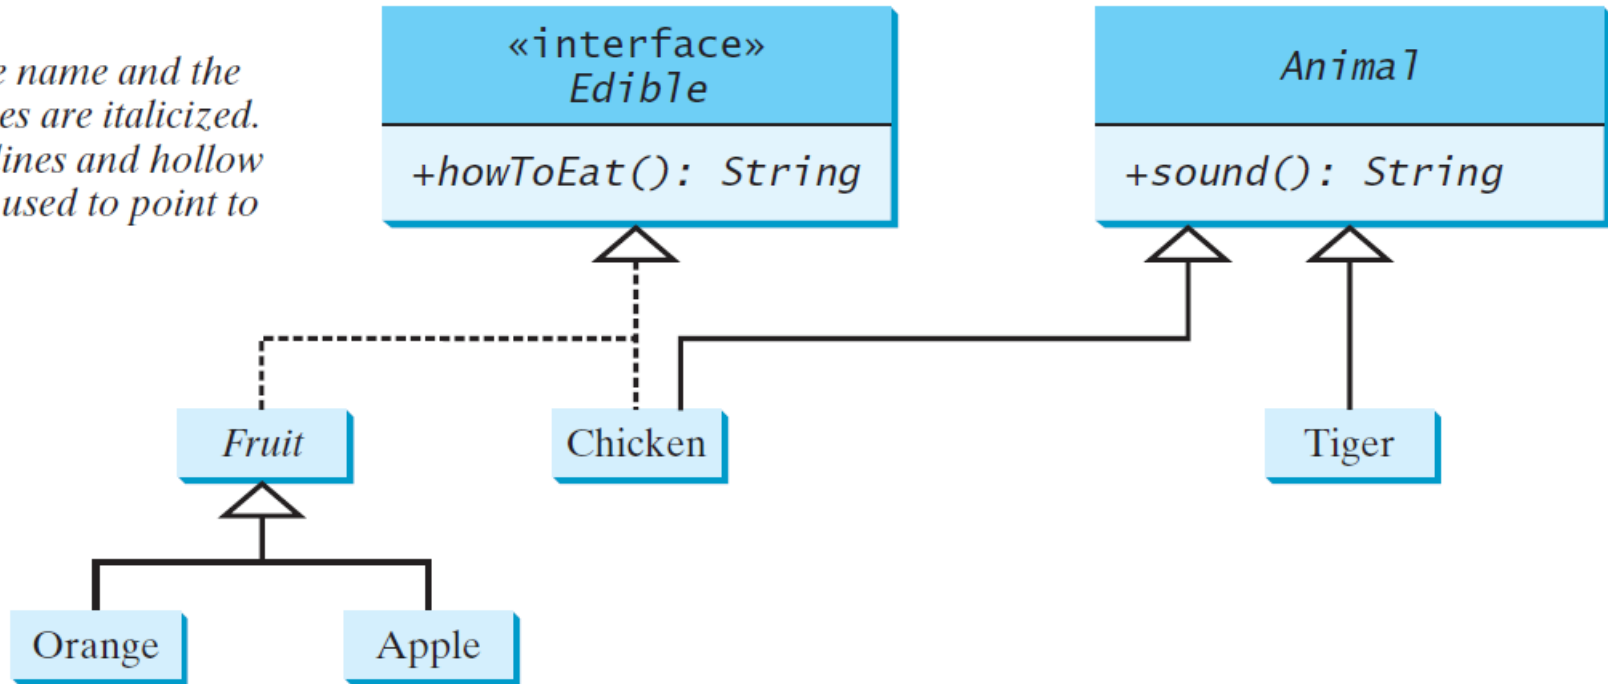 name and the
are italicized.
lines and hollow
used to point to
«interface»
Edible
+howToEat(): String
Animal
+sound(): String
Fruit
Chicken
Tiger
Orange
Apple